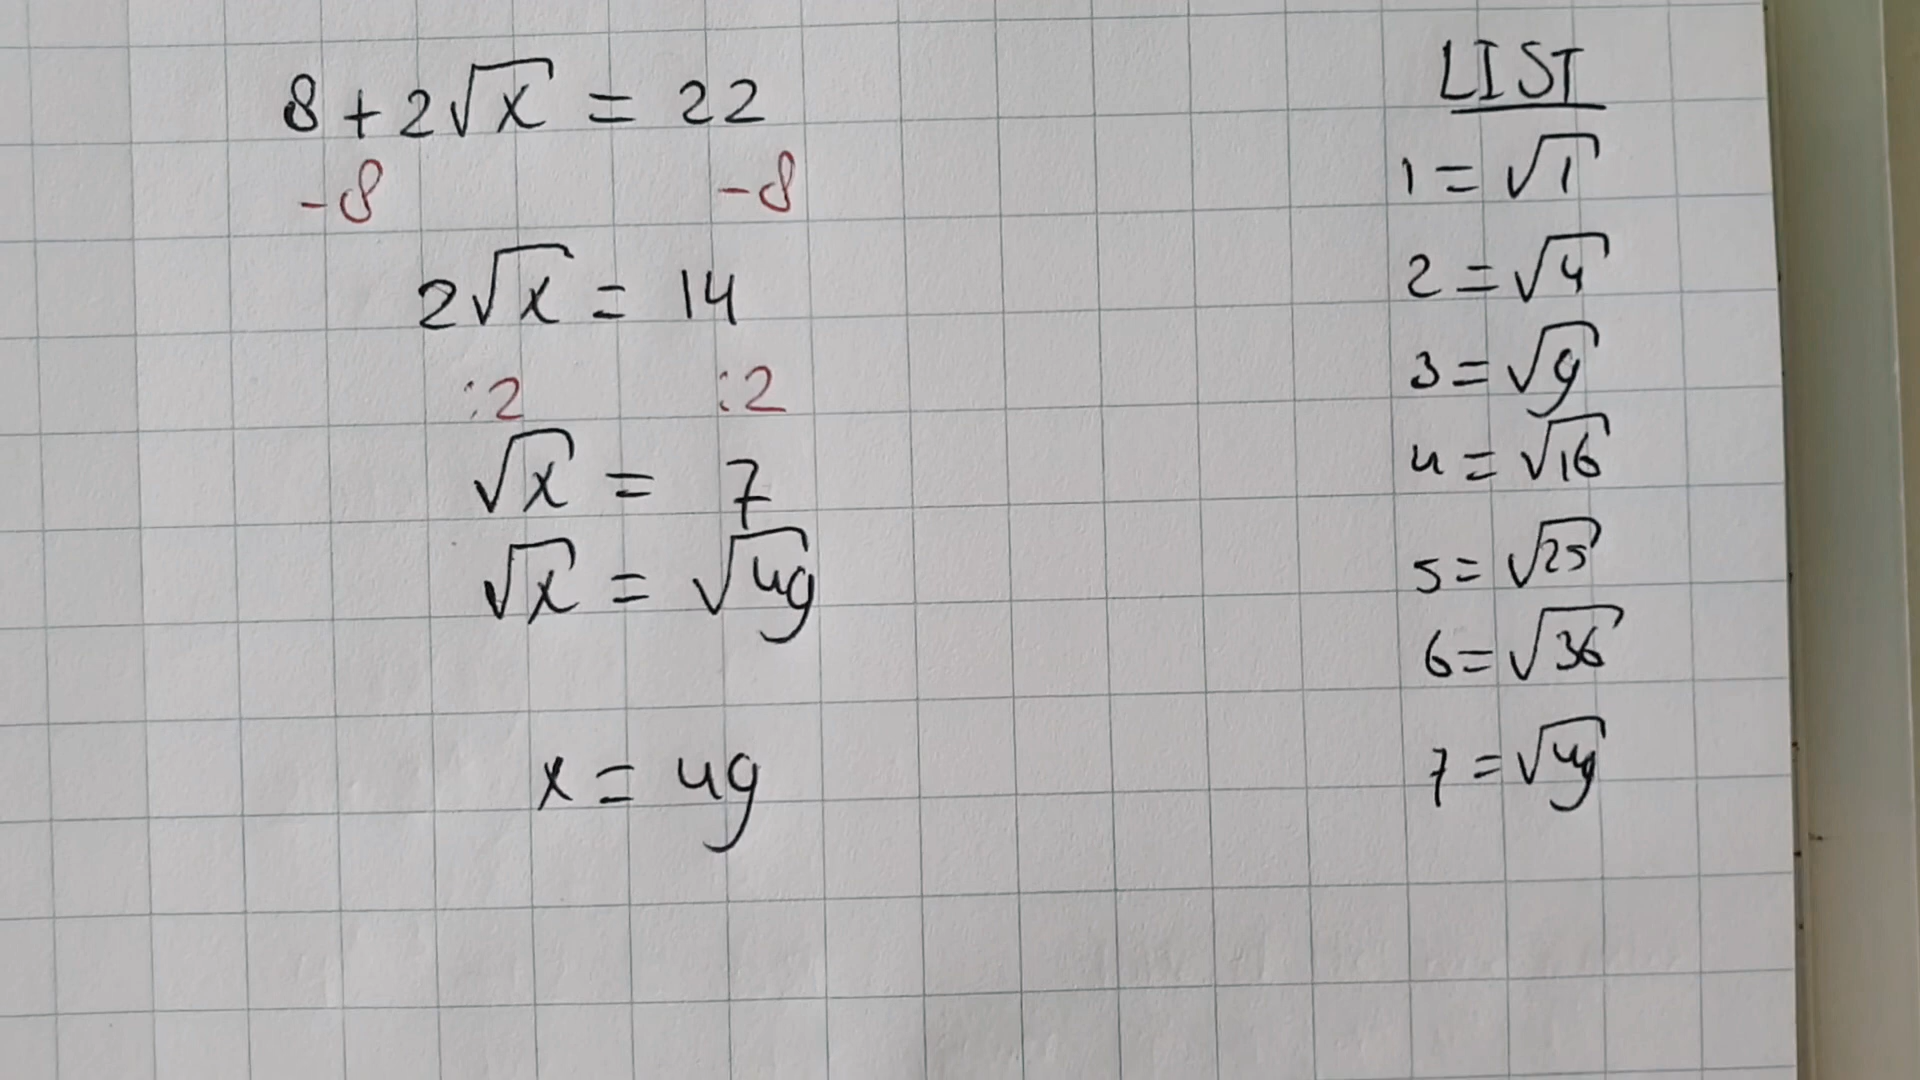 8 + 2√x = 22
-8 -8
2√x = 14
:2 :2
√x = 7
√x = √49
x = 49
LIST
1 = √1
2 = √4
3 = √9
4 = √16
5 = √25
6 = √36
7 = √49